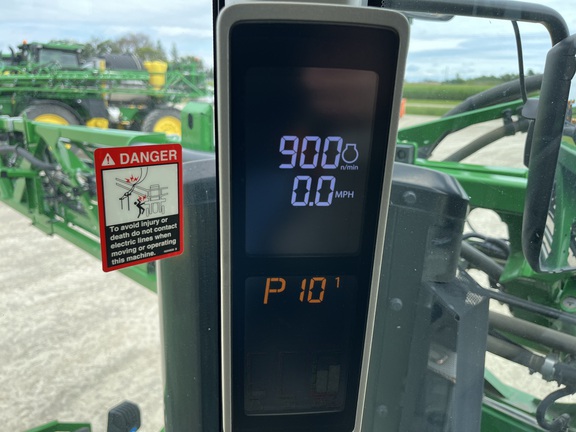 DANGER
To avoid injury or
death do not contact
electric lines when
moving or operating
this machine.
900 n/min
0.0 MPH
P 10 1